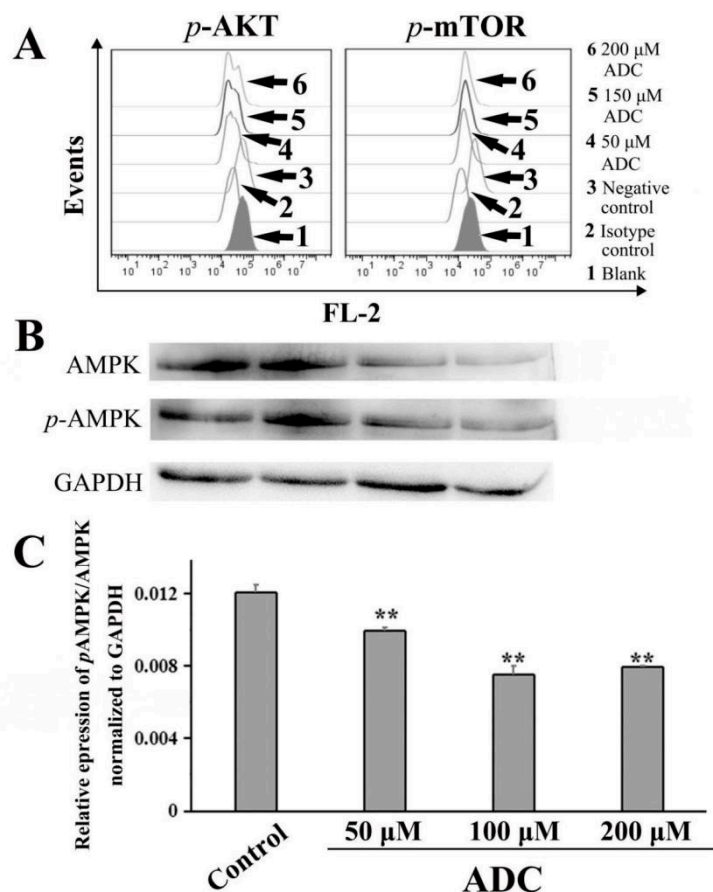 A
p-AKT
p-mTOR
Events
6
5
4
3
2
1
10¹ 10² 10³ 10⁴ 10⁵ 10⁶ 10⁷
6
5
4
3
2
1
10¹ 10² 10³ 10⁴ 10⁵ 10⁶ 10⁷
6 200 μM
ADC
5 150 μM
ADC
4 50 μM
ADC
3 Negative
control
2 Isotype
control
1 Blank
FL-2
B
AMPK
p-AMPK
GAPDH
C
Relative epression of pAMPK/AMPK
normalized to GAPDH
0.012
0.008
0.004
0
**
**
**
Control
50 μM
100 μM
200 μM
ADC